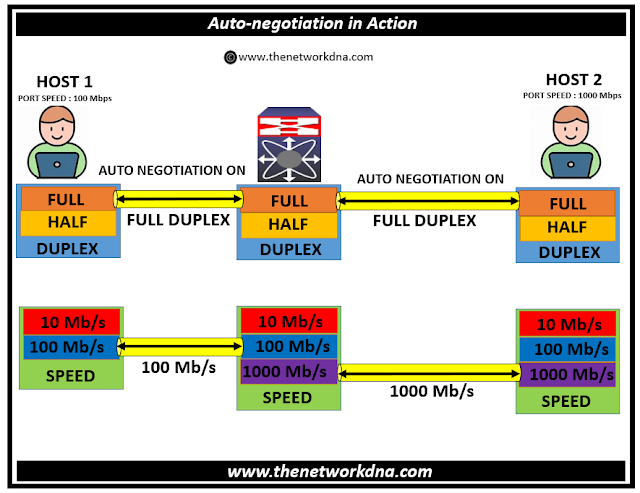 Auto-negotiation in Action
© www.thenetworkdna.com
HOST 1
PORT SPEED : 100 Mbps
HOST 2
PORT SPEED : 1000 Mbps
AUTO NEGOTIATION ON
AUTO NEGOTIATION ON
FULL
FULL
FULL
FULL DUPLEX
FULL DUPLEX
HALF
HALF
HALF
DUPLEX
DUPLEX
DUPLEX
10 Mb/s
10 Mb/s
10 Mb/s
100 Mb/s
100 Mb/s
100 Mb/s
100 Mb/s
1000 Mb/s
1000 Mb/s
1000 Mb/s
SPEED
SPEED
SPEED
www.thenetworkdna.com